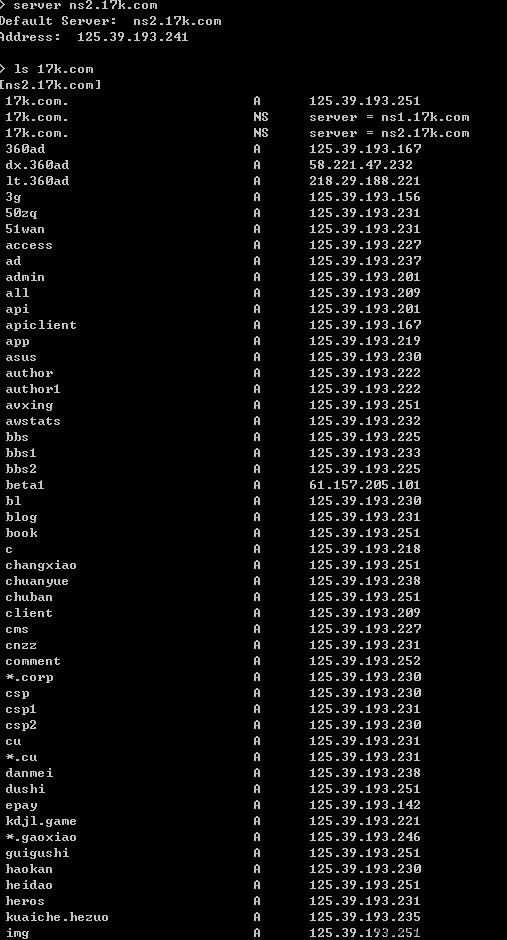 > server ns2.17k.com
Default Server:  ns2.17k.com
Address:  125.39.193.241
> ls 17k.com
[ns2.17k.com]
17k.com. A 125.39.193.251
17k.com. NS server = ns1.17k.com
17k.com. NS server = ns2.17k.com
360ad A 125.39.193.167
dx.360ad A 58.221.47.232
lt.360ad A 218.29.188.221
3g A 125.39.193.156
50zq A 125.39.193.231
51wan A 125.39.193.231
access A 125.39.193.227
ad A 125.39.193.237
admin A 125.39.193.201
all A 125.39.193.209
api A 125.39.193.201
apiclient A 125.39.193.167
app A 125.39.193.219
asus A 125.39.193.230
author A 125.39.193.222
author1 A 125.39.193.222
avxing A 125.39.193.251
awstats A 125.39.193.232
bbs A 125.39.193.225
bbs1 A 125.39.193.233
bbs2 A 125.39.193.225
beta1 A 61.157.205.101
bl A 125.39.193.230
blog A 125.39.193.231
book A 125.39.193.251
c A 125.39.193.218
changxiao A 125.39.193.251
chuanyue A 125.39.193.238
chuban A 125.39.193.251
client A 125.39.193.209
cms A 125.39.193.227
cnzz A 125.39.193.231
comment A 125.39.193.252
*.corp A 125.39.193.230
csp A 125.39.193.230
csp1 A 125.39.193.231
csp2 A 125.39.193.230
cu A 125.39.193.231
*.cu A 125.39.193.231
danmei A 125.39.193.238
dushi A 125.39.193.251
epay A 125.39.193.142
kdjl.game A 125.39.193.221
*.gaoxiao A 125.39.193.246
guigushi A 125.39.193.251
haokan A 125.39.193.230
heidao A 125.39.193.251
heros A 125.39.193.231
kuaiche.hezuo A 125.39.193.235
img A 125.39.193.251